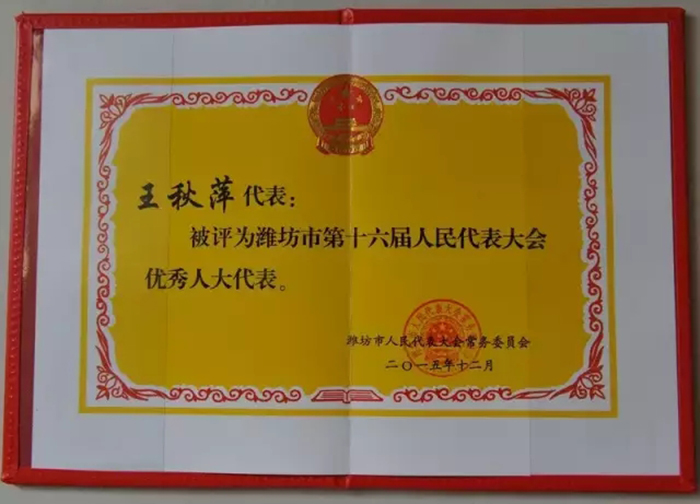 王秋萍代表：
被评为潍坊市第十六届人民代表大会
优秀人大代表。
潍坊市人民代表大会常务委员会
二〇一五年十二月